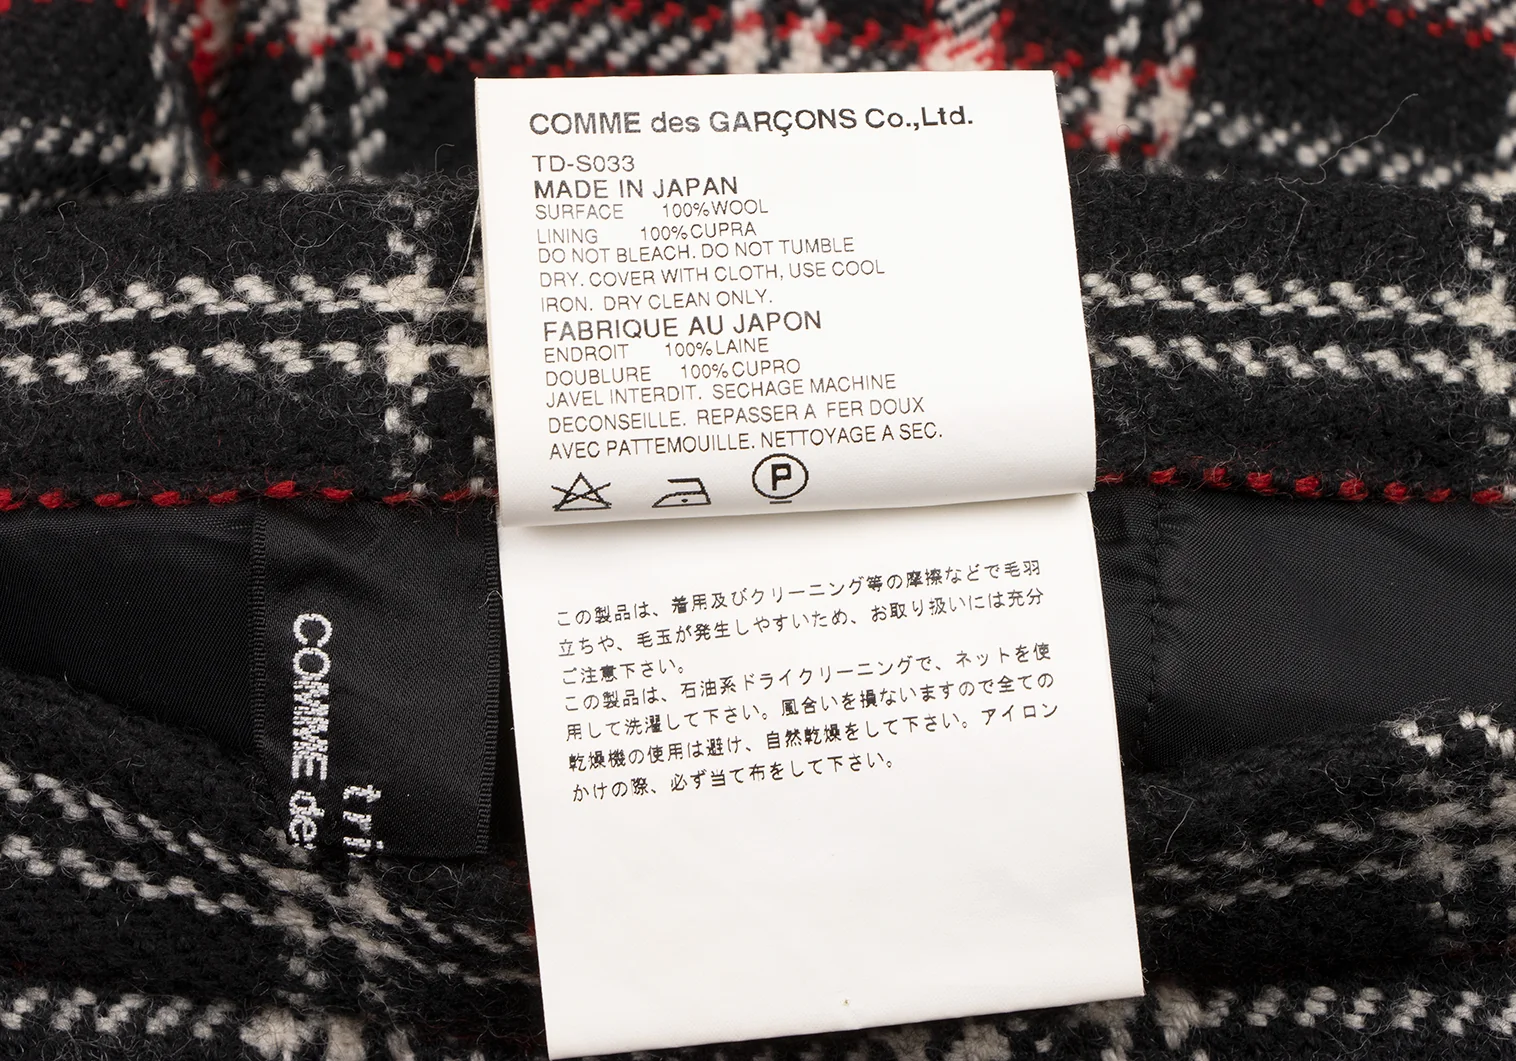 COMME des GARÇONS Co.,Ltd.
TD-S033
MADE IN JAPAN
SURFACE 100%WOOL
LINING 100%CUPRA
DO NOT BLEACH. DO NOT TUMBLE
DRY. COVER WITH CLOTH, USE COOL
IRON. DRY CLEAN ONLY.
FABRIQUE AU JAPON
ENDROIT 100%LAINE
DOUBLURE 100%CUPRO
JAVEL INTERDIT. SECHAGE MACHINE
DECONSEILLE. REPASSER A FER DOUX
AVEC PATTEMOUILLE. NETTOYAGE A SEC.
P
この製品は、着用及びクリーニング等の摩擦などで毛羽
立ちや、毛玉が発生しやすいため、お取り扱いには充分
ご注意下さい。
この製品は、石油系ドライクリーニングで、ネットを使
用して洗濯して下さい。風合いを損ないますので全ての
乾燥機の使用は避け、自然乾燥をして下さい。アイロン
かけの際、必ず当て布をして下さい。
tri
COMME de